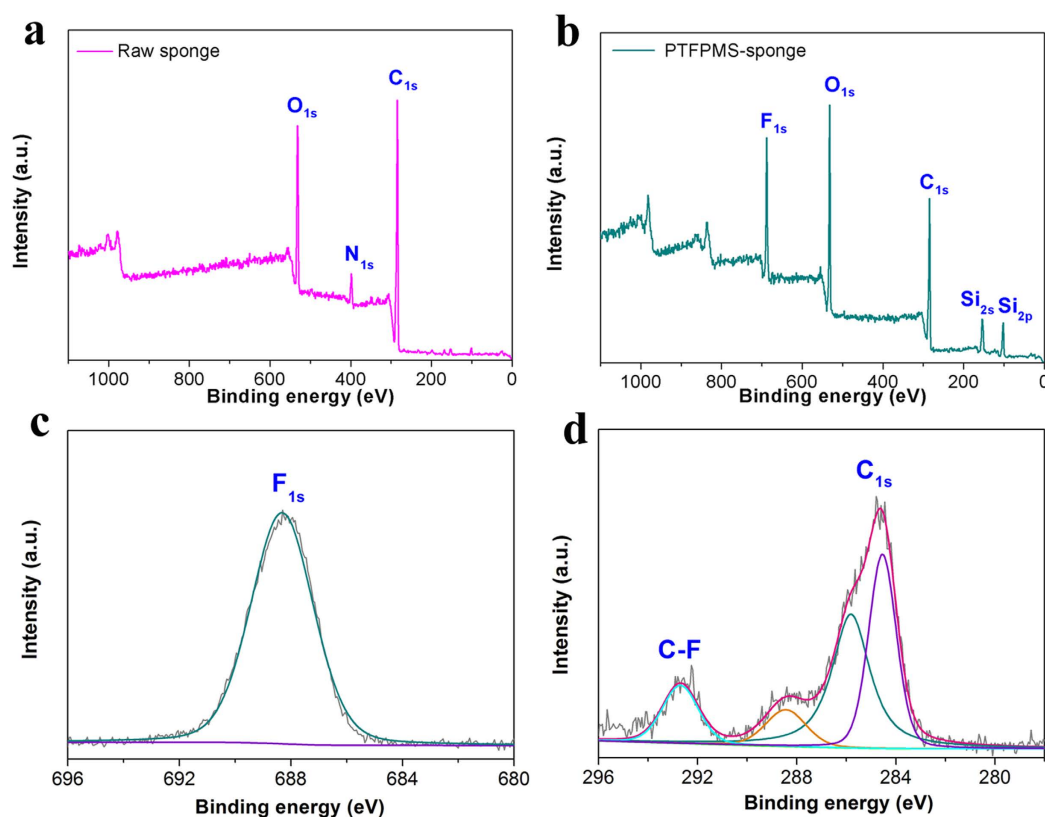 a
Raw sponge
C1s
O1s
N1s
Intensity (a.u.)
1000 800 600 400 200 0
Binding energy (eV)
b
PTFPMS-sponge
O1s
F1s
C1s
Si2s Si2p
Intensity (a.u.)
1000 800 600 400 200 0
Binding energy (eV)
c
F1s
Intensity (a.u.)
696 692 688 684 680
Binding energy (eV)
d
C1s
C-F
Intensity (a.u.)
296 292 288 284 280
Binding energy (eV)